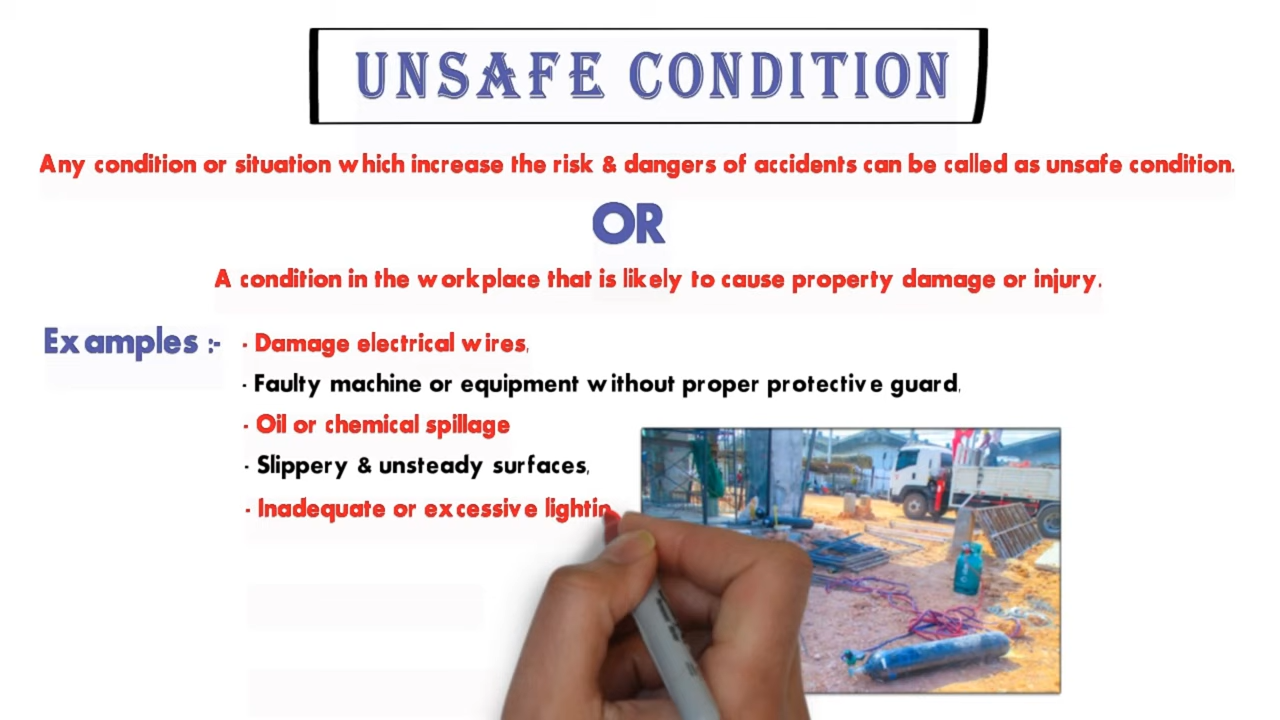 UNSAFE CONDITION
Any condition or situation which increase the risk & dangers of accidents can be called as unsafe condition.
OR
A condition in the workplace that is likely to cause property damage or injury.
Examples :- · Damage electrical wires,
· Faulty machine or equipment without proper protective guard,
· Oil or chemical spillage
· Slippery & unsteady surfaces,
· Inadequate or excessive lightin